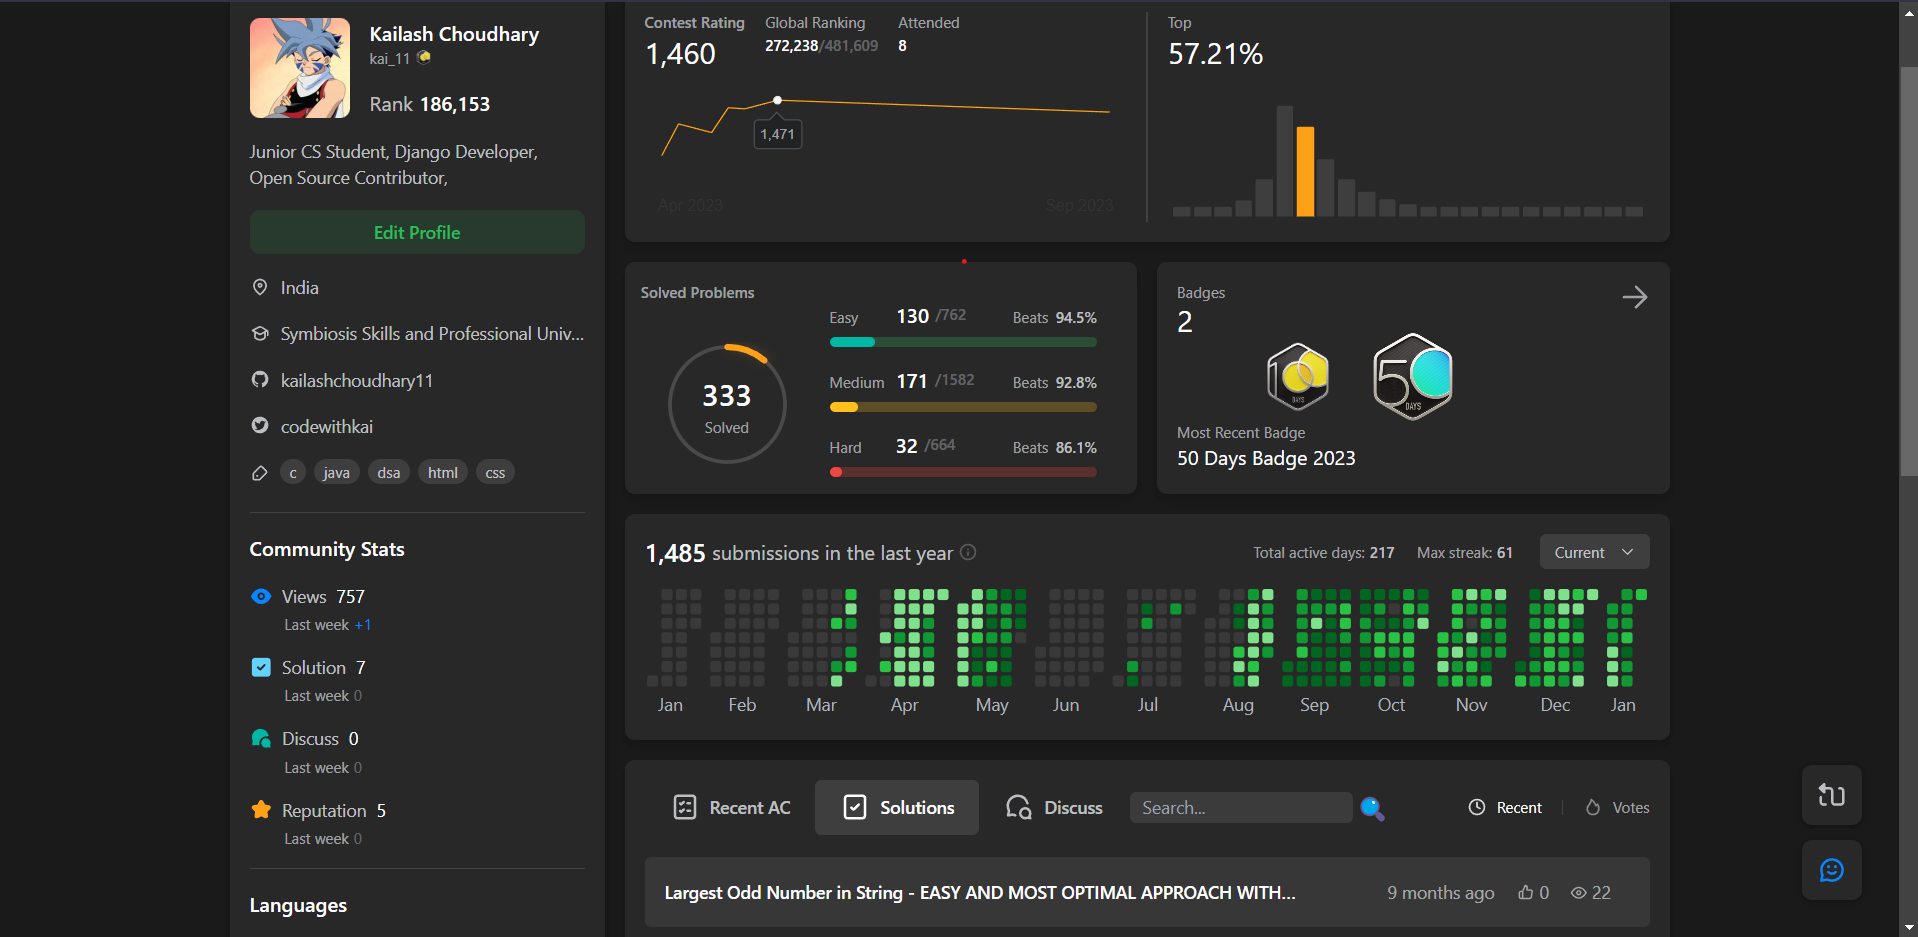 Kailash Choudhary
kai_11
Rank 186,153
Junior CS Student, Django Developer,
Open Source Contributor,
Edit Profile
India
Symbiosis Skills and Professional Univ...
kailashchoudhary11
codewithkai
c java dsa html css
Community Stats
Views 757
Last week +1
Solution 7
Last week 0
Discuss 0
Last week 0
Reputation 5
Last week 0
Languages
Contest Rating
1,460
Global Ranking
272,238/481,609
Attended
8
1,471
Apr 2023
Sep 2023
Top
57.21%
Solved Problems
333
Solved
Easy 130 /762 Beats 94.5%
Medium 171 /1582 Beats 92.8%
Hard 32 /664 Beats 86.1%
Badges
2
100 DAYS
50 DAYS
Most Recent Badge
50 Days Badge 2023
1,485 submissions in the last year
Total active days: 217 Max streak: 61 Current
Jan Feb Mar Apr May Jun Jul Aug Sep Oct Nov Dec Jan
Recent AC Solutions Discuss Search... Recent Votes
Largest Odd Number in String - EASY AND MOST OPTIMAL APPROACH WITH... 9 months ago 0 22